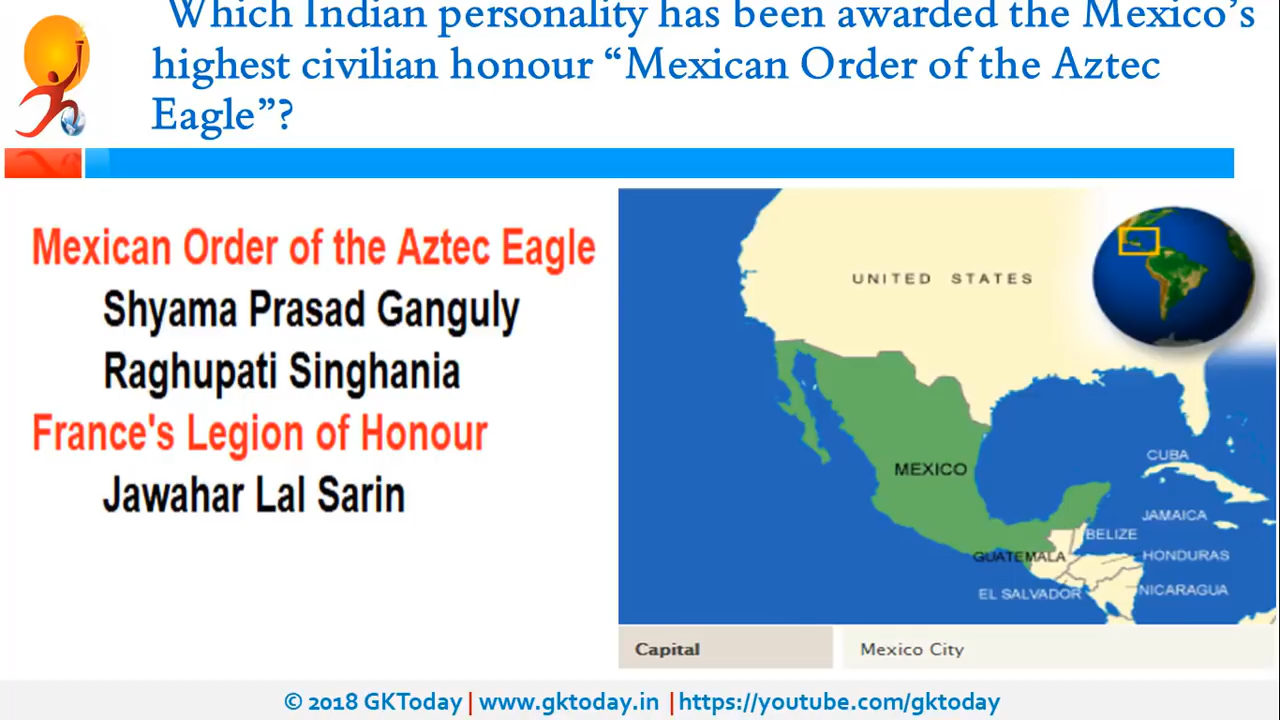 Which Indian personality has been awarded the Mexico's
highest civilian honour “Mexican Order of the Aztec
Eagle”?
Mexican Order of the Aztec Eagle
Shyama Prasad Ganguly
Raghupati Singhania
France's Legion of Honour
Jawahar Lal Sarin
UNITED STATES
MEXICO
CUBA
JAMAICA
BELIZE
GUATEMALA
HONDURAS
EL SALVADOR
NICARAGUA
Capital
Mexico City
© 2018 GKToday | www.gktoday.in | https://youtube.com/gktoday